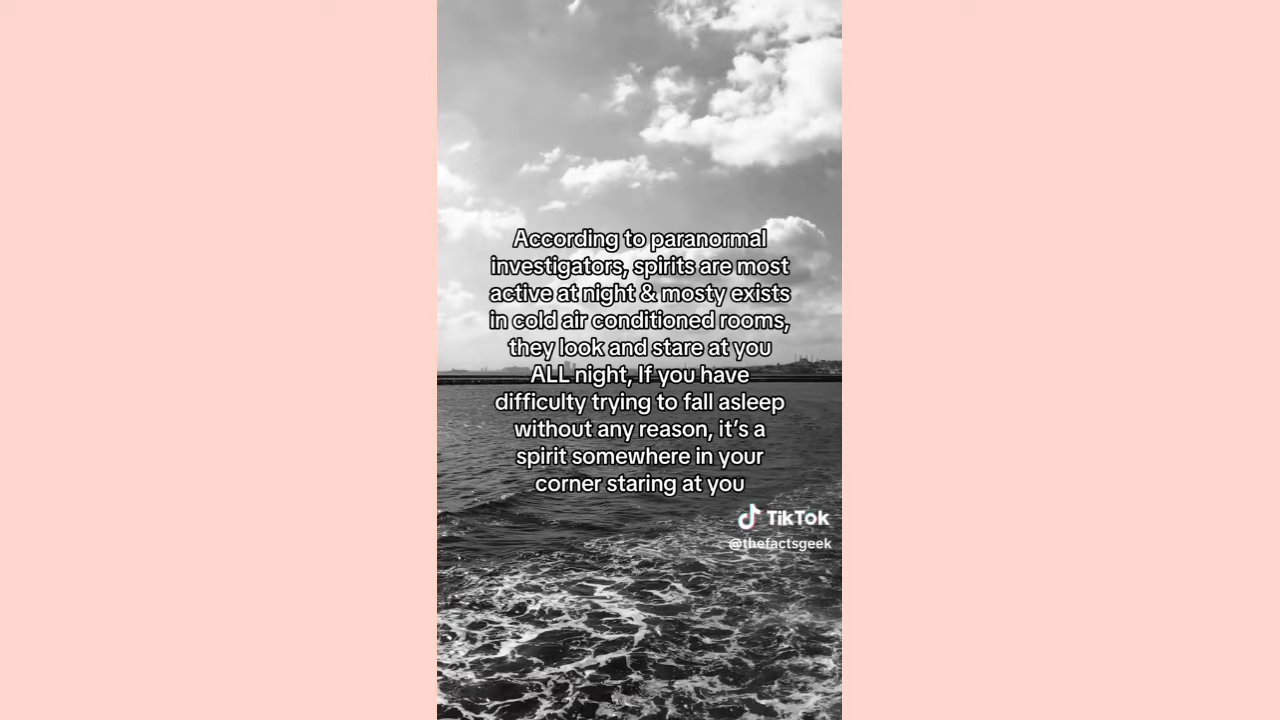 According to paranormal
investigators, spirits are most
active at night & mosty exists
in cold air conditioned rooms,
they look and stare at you
ALL night, If you have
difficulty trying to fall asleep
without any reason, it's a
spirit somewhere in your
corner staring at you
TikTok
@thefactsgeek